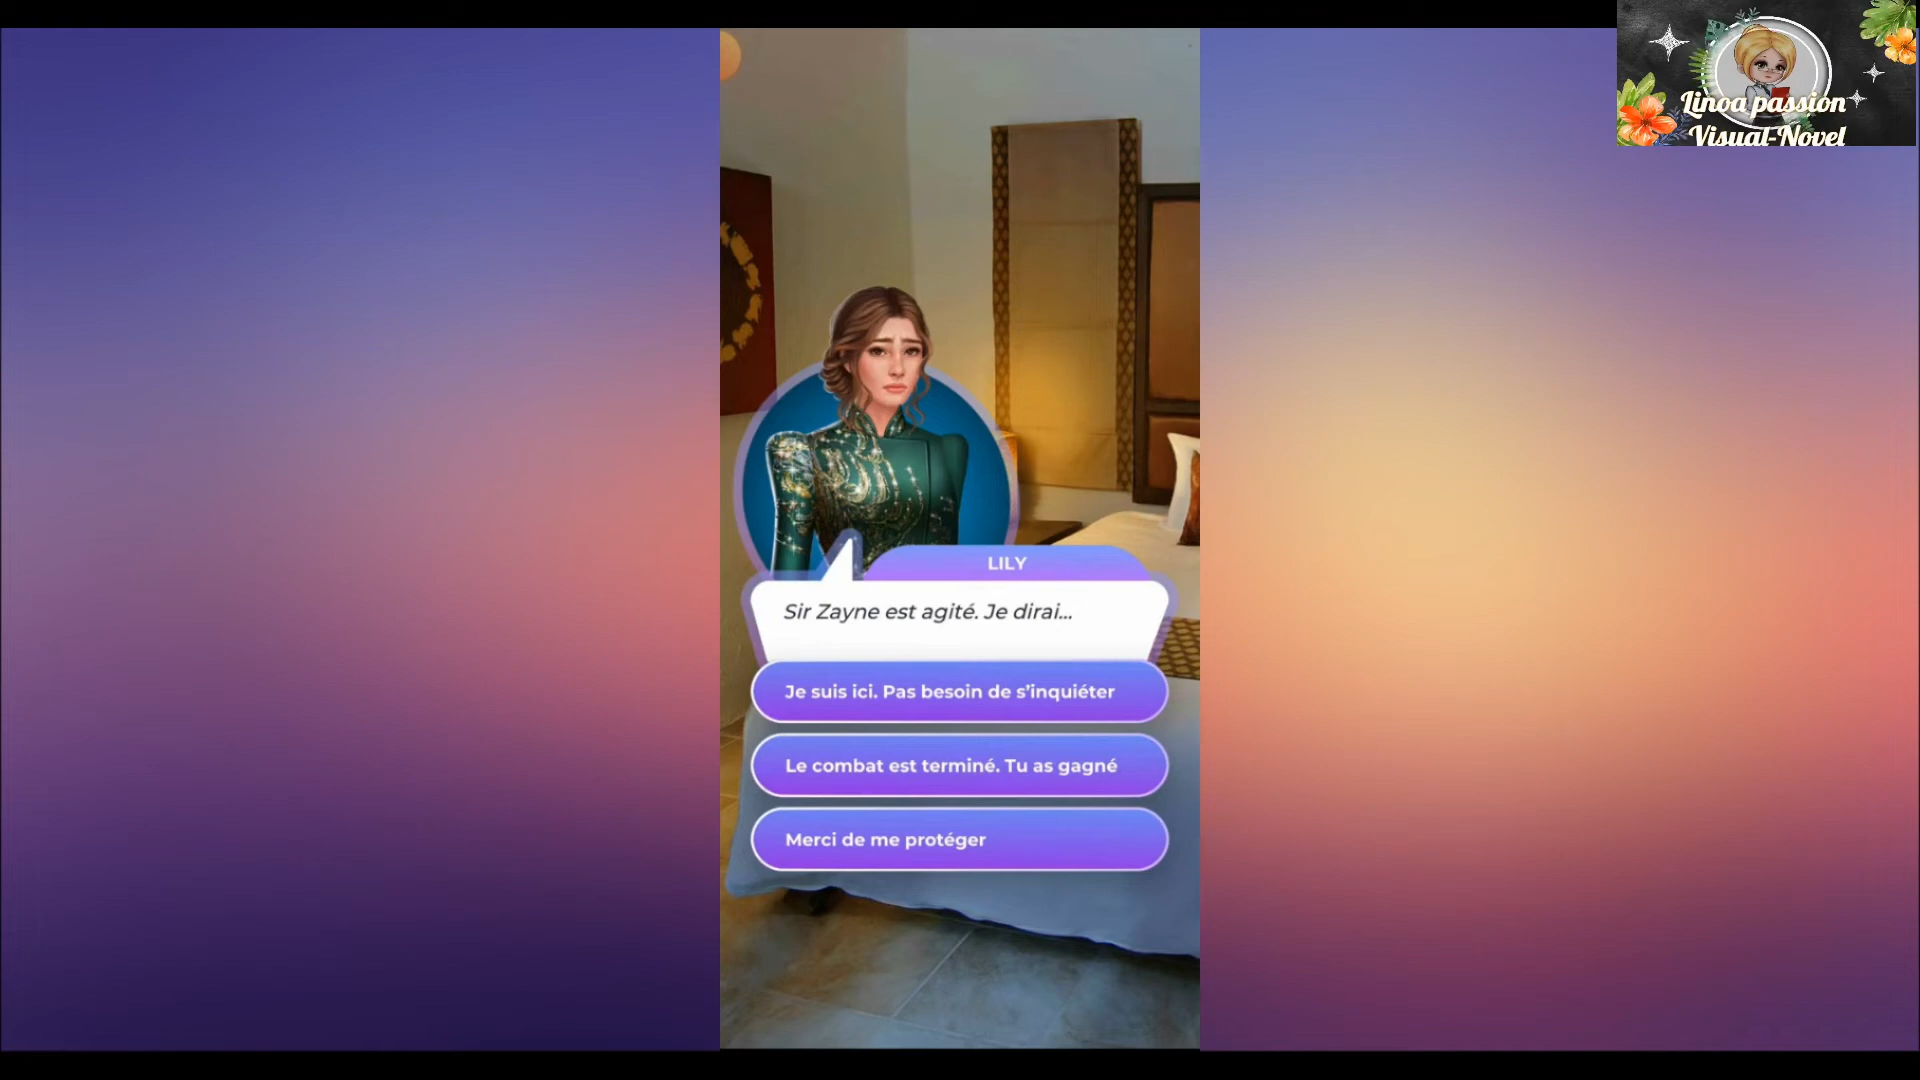 Linoa passion
Visual-Novel
LILY
Sir Zayne est agité. Je dirai...
Je suis ici. Pas besoin de s'inquiéter
Le combat est terminé. Tu as gagné
Merci de me protéger